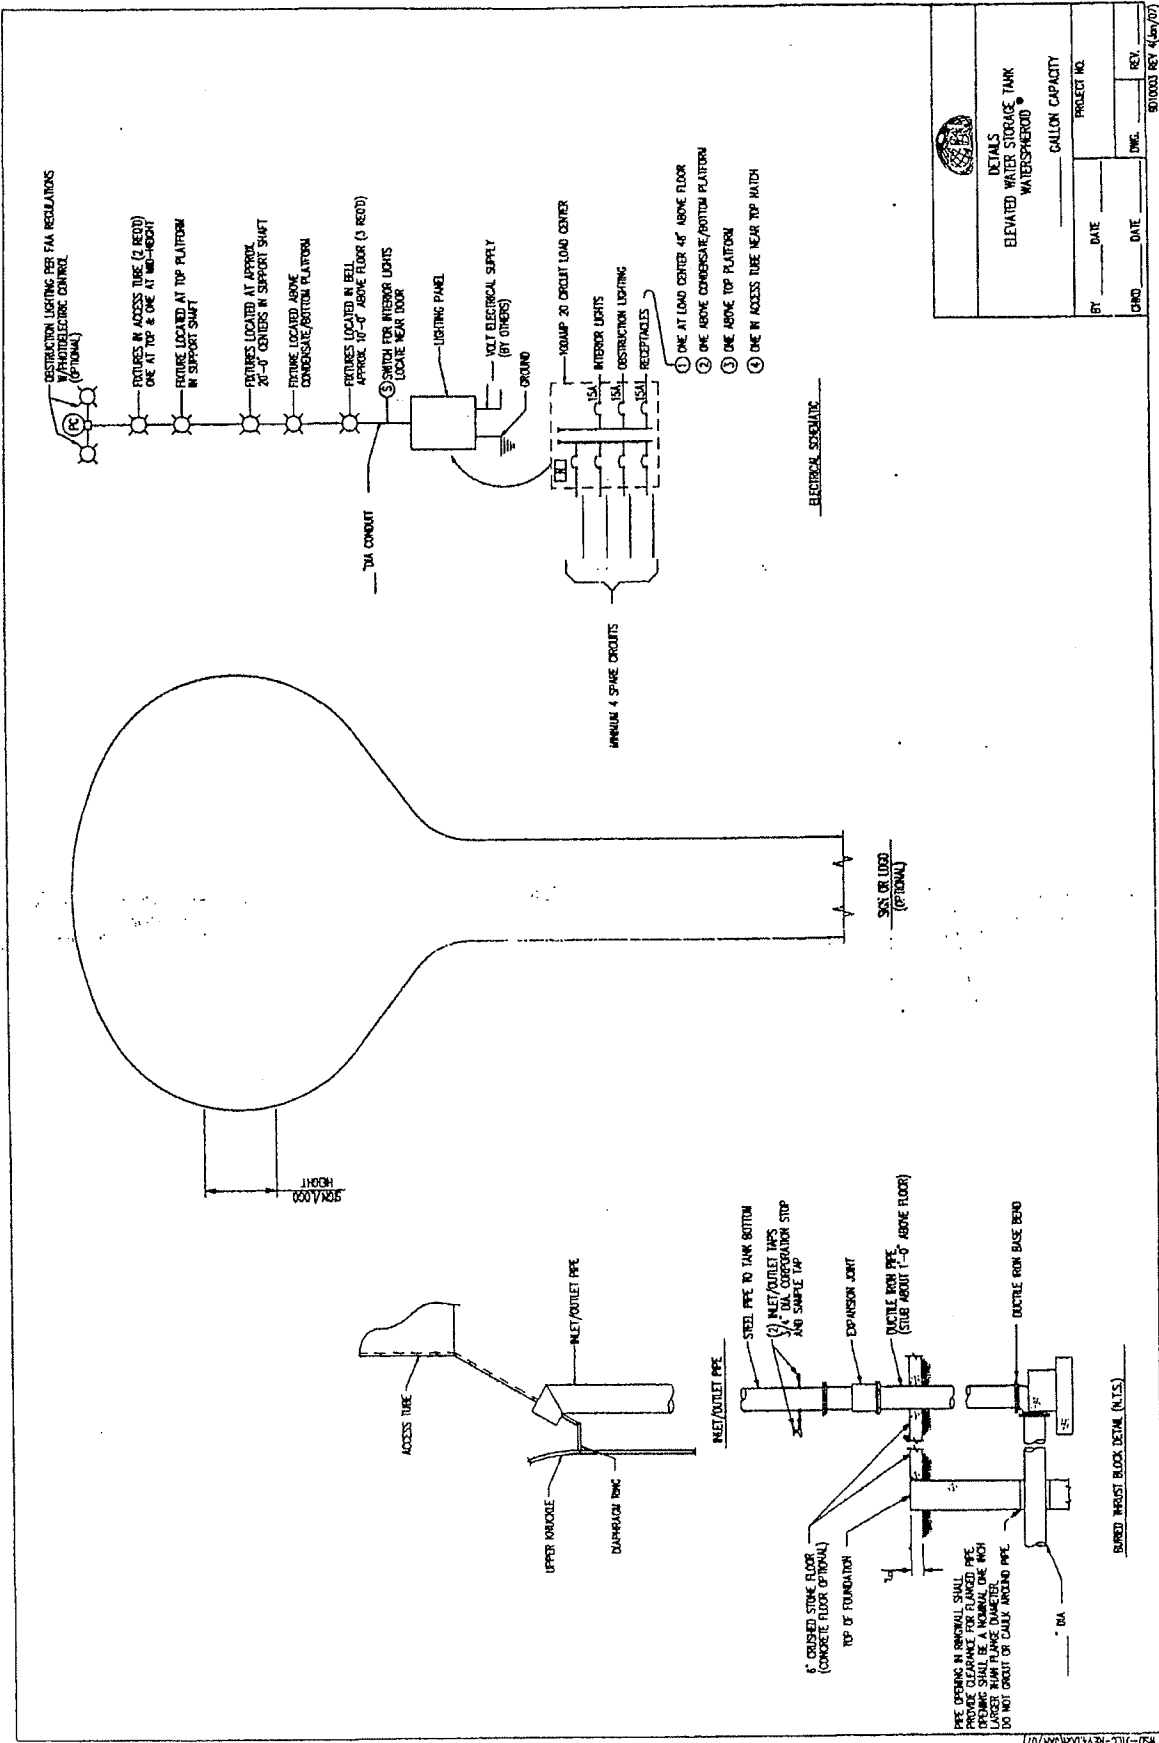 OBSTRUCTION LIGHTING PER FAA REGULATIONS
W/PHOTOELECTRIC CONTROL
(OPTIONAL)
PC
FIXTURES IN ACCESS TUBE (2 REQ'D)
ONE AT TOP & ONE AT MID-HEIGHT
FIXTURE LOCATED AT TOP PLATFORM
IN SUPPORT SHAFT
FIXTURES LOCATED AT APPROX.
20'-0" CENTERS IN SUPPORT SHAFT
FIXTURE LOCATED ABOVE
CONDENSATE/BOTTOM PLATFORM
FIXTURES LOCATED IN BELL
APPROX. 10'-0" ABOVE FLOOR (3 REQ'D)
S SWITCH FOR INTERIOR LIGHTS
LOCATE NEAR DOOR
LIGHTING PANEL
VOLT ELECTRICAL SUPPLY
(BY OTHERS)
GROUND
___"DIA CONDUIT
100AMP 20 CIRCUIT LOAD CENTER
15A INTERIOR LIGHTS
15A OBSTRUCTION LIGHTING
15A RECEPTACLES
1 ONE AT LOAD CENTER 48" ABOVE FLOOR
2 ONE ABOVE CONDENSATE/BOTTOM PLATFORM
3 ONE ABOVE TOP PLATFORM
4 ONE IN ACCESS TUBE NEAR TOP HATCH
MINIMUM 4 SPARE CIRCUITS
ELECTRICAL SCHEMATIC
SIGN/LOGO
HEIGHT
SIGN OR LOGO
(OPTIONAL)
ACCESS TUBE
INLET/OUTLET PIPE
UPPER KNUCKLE
DIAPHRAGM RING
INLET/OUTLET PIPE
STEEL PIPE TO TANK BOTTOM
(2) INLET/OUTLET TAPS
3/4" DIA. CORPORATION STOP
AND SAMPLE TAP
EXPANSION JOINT
DUCTILE IRON PIPE
(STUB ABOUT 1'-0" ABOVE FLOOR)
DUCTILE IRON BASE BEND
6" CRUSHED STONE FLOOR
(CONCRETE FLOOR OPTIONAL)
TOP OF FOUNDATION
PIPE OPENING IN RINGWALL SHALL
PROVIDE CLEARANCE FOR FLANGED PIPE.
OPENING SHALL BE A NOMINAL ONE INCH
LARGER THAN FLANGE DIAMETER.
DO NOT GROUT OR CAULK AROUND PIPE.
___" DIA
BURIED THRUST BLOCK DETAIL (N.T.S.)
DETAILS
ELEVATED WATER STORAGE TANK
WATERSPHEROID ®
___ GALLON CAPACITY
PROJECT NO.
BY ___ DATE ___
CHKD ___ DATE ___
DWG. ___ REV. ___
SD10003 REV 4(Jan/07)